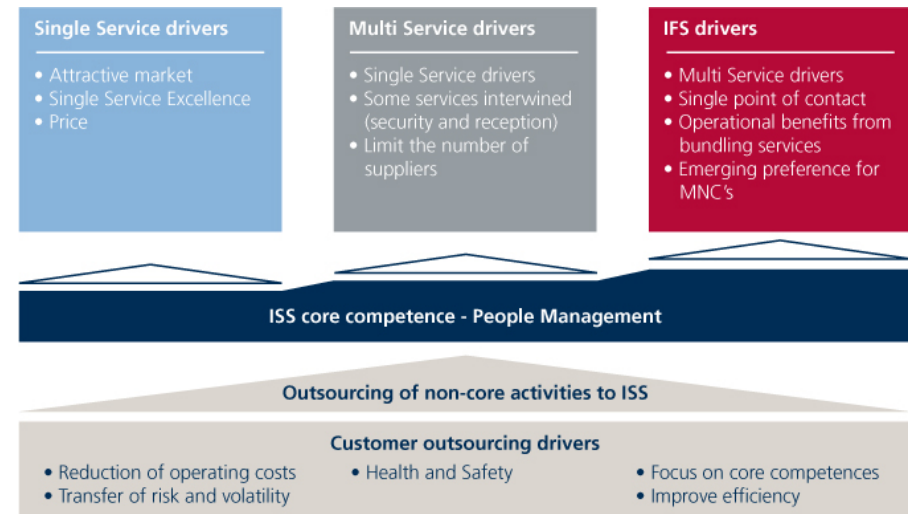 Single Service drivers
• Attractive market
• Single Service Excellence
• Price
Multi Service drivers
• Single Service drivers
• Some services interwined
(security and reception)
• Limit the number of
suppliers
IFS drivers
• Multi Service drivers
• Single point of contact
• Operational benefits from
bundling services
• Emerging preference for
MNC's
ISS core competence - People Management
Outsourcing of non-core activities to ISS
Customer outsourcing drivers
• Reduction of operating costs
• Transfer of risk and volatility
• Health and Safety
• Focus on core competences
• Improve efficiency